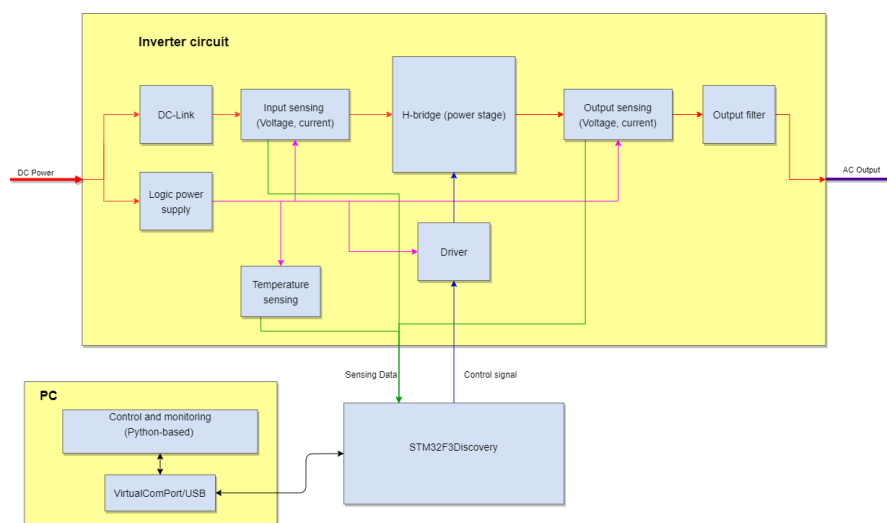 Inverter circuit
DC-Link
Input sensing
(Voltage, current)
H-bridge (power stage)
Output sensing
(Voltage, current)
Output filter
DC Power
AC Output
Logic power
supply
Driver
Temperature
sensing
Sensing Data
Control signal
PC
Control and monitoring
(Python-based)
STM32F3Discovery
VirtualComPort/USB